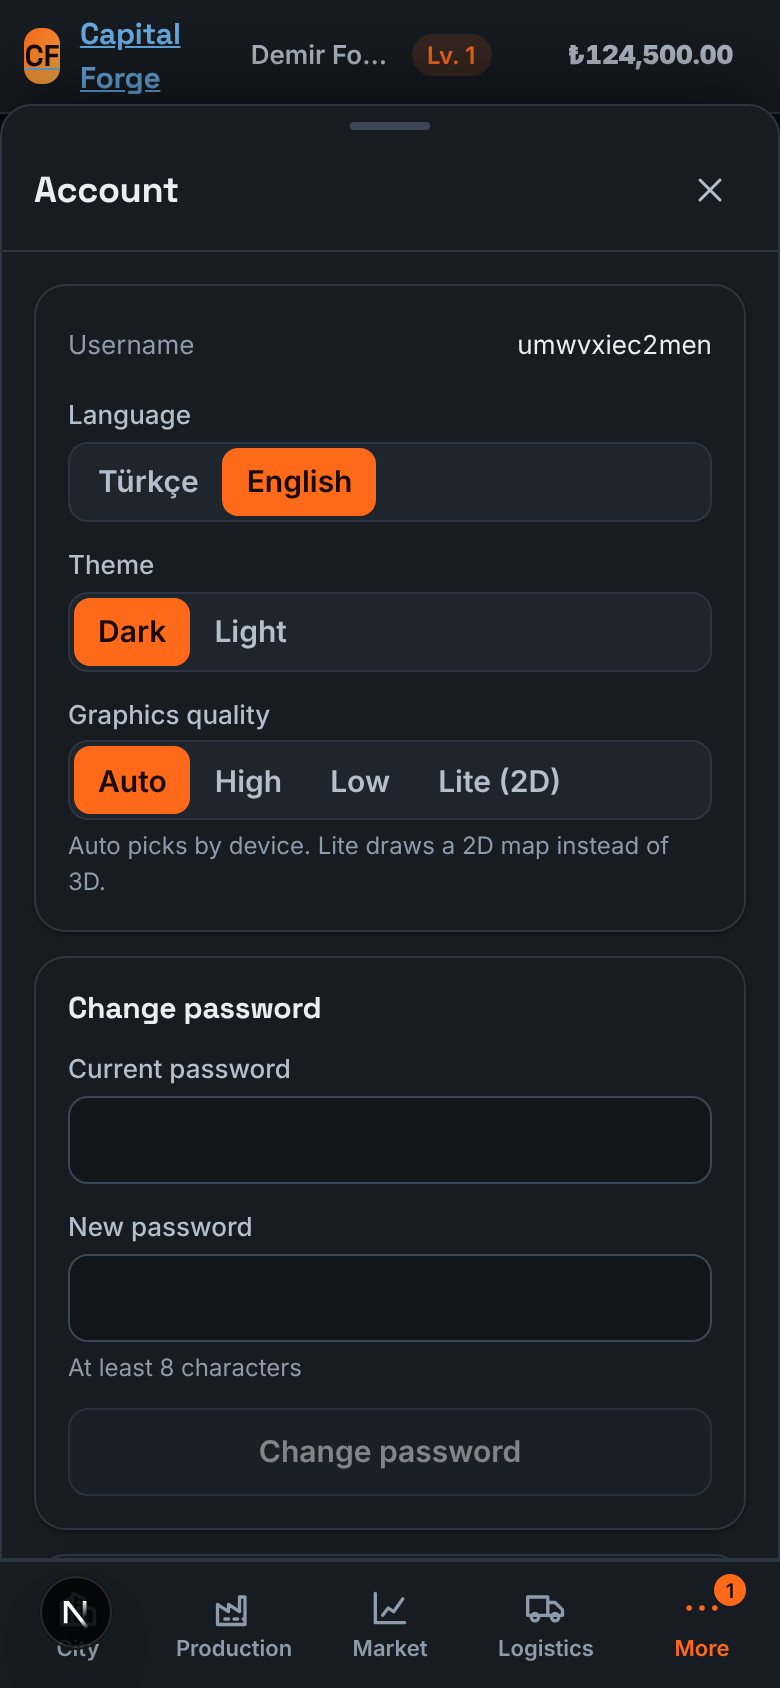 CF
Capital
Forge
Demir Fo...
Lv. 1
₺124,500.00
Account
Username
umwvxiec2men
Language
Türkçe
English
Theme
Dark
Light
Graphics quality
Auto
High
Low
Lite (2D)
Auto picks by device. Lite draws a 2D map instead of
3D.
Change password
Current password
New password
At least 8 characters
Change password
N
City
Production
Market
Logistics
1
More